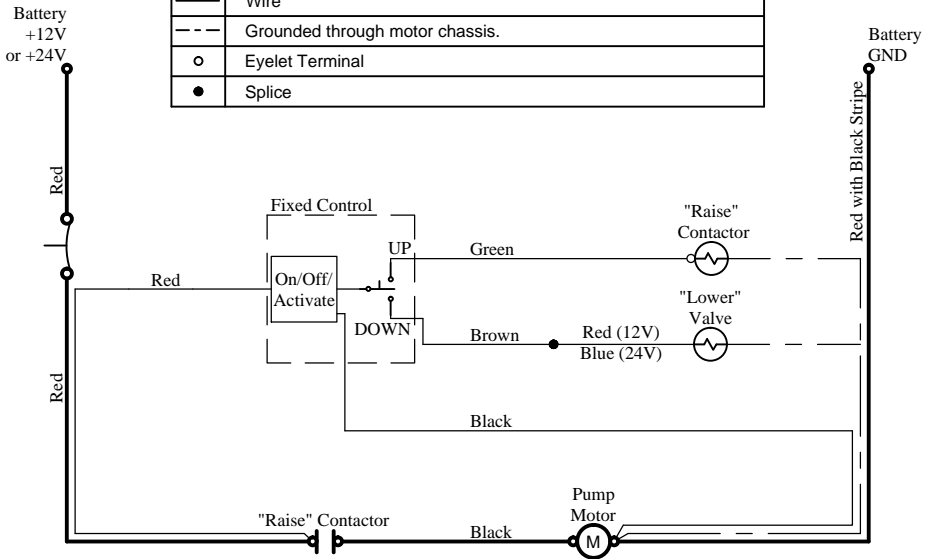 Wire
Grounded through motor chassis.
Eyelet Terminal
Splice
Battery
+12V
or +24V
Battery
GND
Red
Red with Black Stripe
Fixed Control
UP
On/Off/
Activate
DOWN
Red
Green
"Raise"
Contactor
"Lower"
Valve
Brown
Red (12V)
Blue (24V)
Red
Black
"Raise" Contactor
Black
Pump
Motor
M